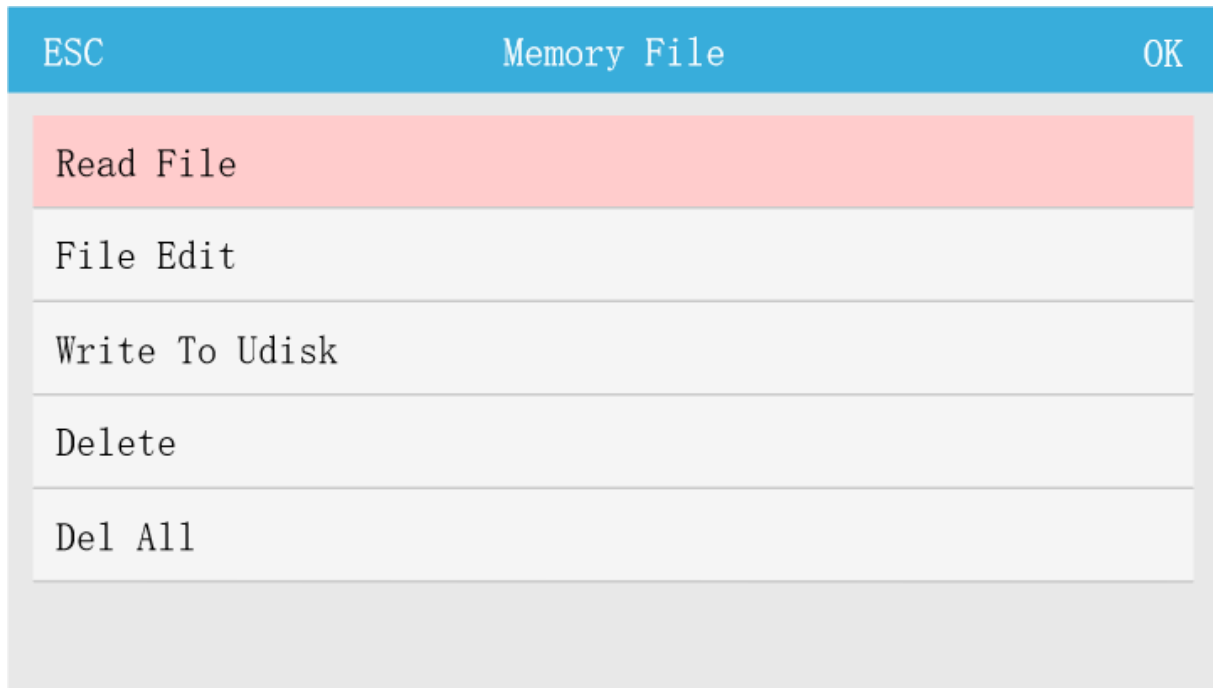 ESC Memory File OK
Read File
File Edit
Write To Udisk
Delete
Del All